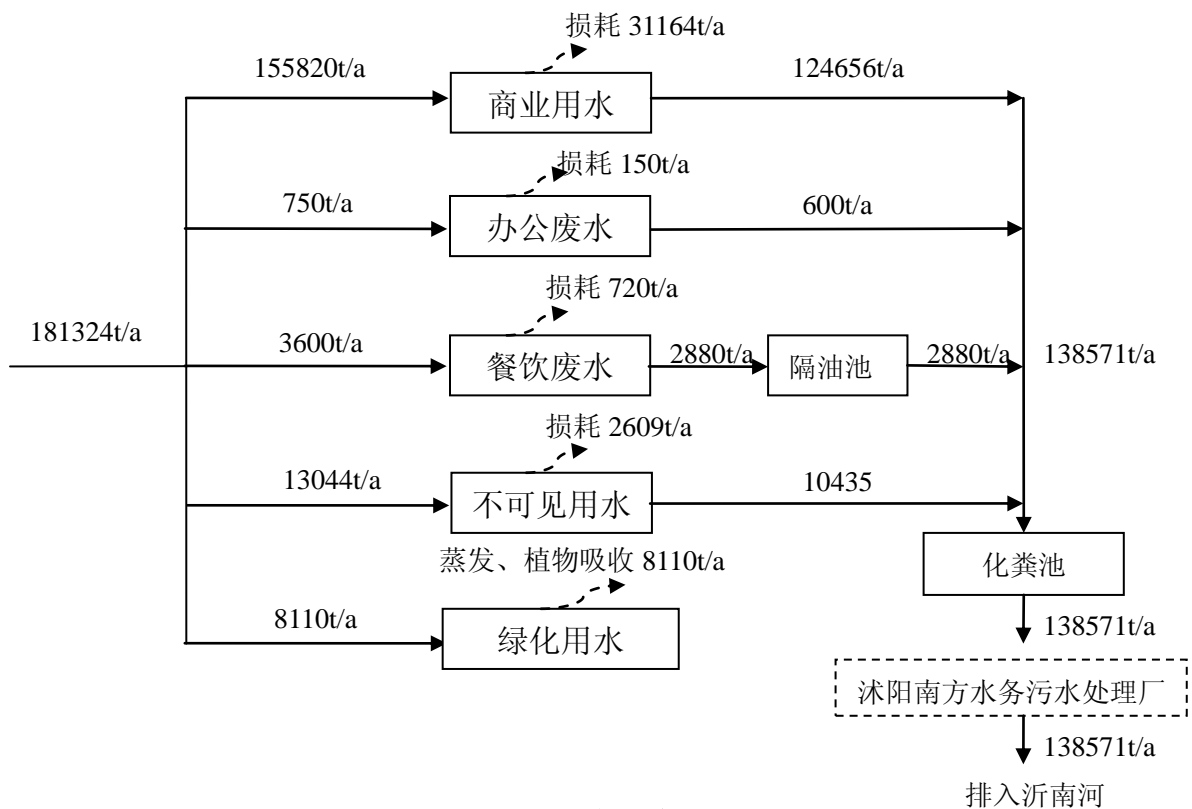 损耗 31164t/a
155820t/a
124656t/a
商业用水
损耗 150t/a
750t/a
600t/a
办公废水
损耗 720t/a
181324t/a
3600t/a
2880t/a
2880t/a
138571t/a
餐饮废水
隔油池
损耗 2609t/a
13044t/a
10435
不可见用水
蒸发、植物吸收 8110t/a
化粪池
8110t/a
绿化用水
138571t/a
沭阳南方水务污水处理厂
138571t/a
排入沂南河